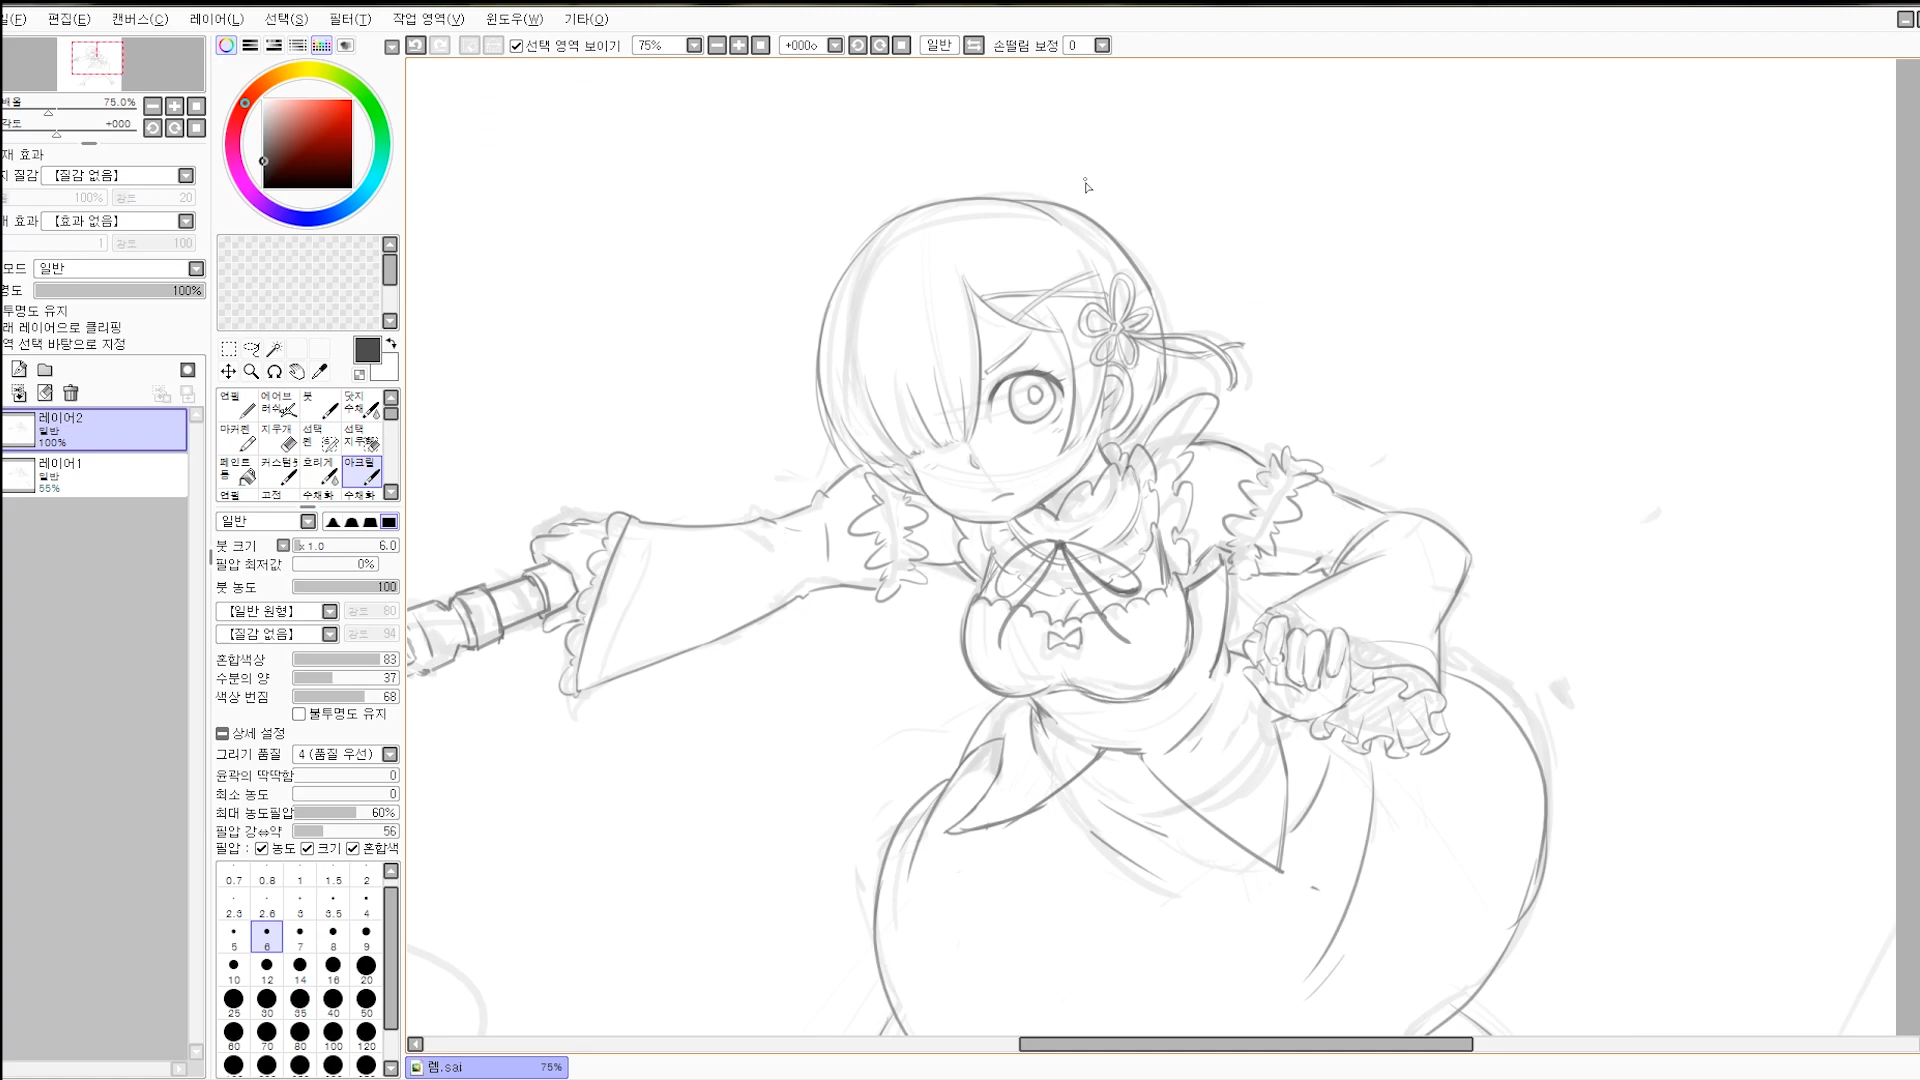 일(F) 편집(E) 캔버스(C) 레이어(L) 선택(S) 필터(T) 작업 영역(V) 윈도우(W) 기타(O)
선택 영역 보이기 75% +000 일반 손떨림 보정 0
배율 75.0%
각도 +000
재 효과
질감 【질감 없음】
100% 강도 20
효과 【효과 없음】
1 강도 100
모드 일반
100%
투명도 유지
래 레이어으로 클리핑
역 선택 바탕으로 지정
레이어2
일반
100%
레이어1
일반
55%
연필 에어브러쉬 붓
마커펜 지우개 선택펜 선택지우
페인트통 흐리게 아크릴
연필 고전 수채화 수채화
일반
붓 크기 x 1.0 6.0
필압 최저값 0%
붓 농도 100
【일반 원형】 강도 80
【질감 없음】 강도 94
혼합색상 83
수분의 양 37
색상 번짐 68
불투명도 유지
상세 설정
그리기 품질 4 (품질 우선)
윤곽의 딱딱함 0
최소 농도 0
최대 농도필압 60%
필압 강⇔약 56
필압 : 농도 크기 혼합색
0.7 0.8 1 1.5 2
2.3 2.6 3 3.5 4
5 6 7 8 9
10 12 14 16 20
25 30 35 40 50
60 70 80 100 120
렘.sai 75%